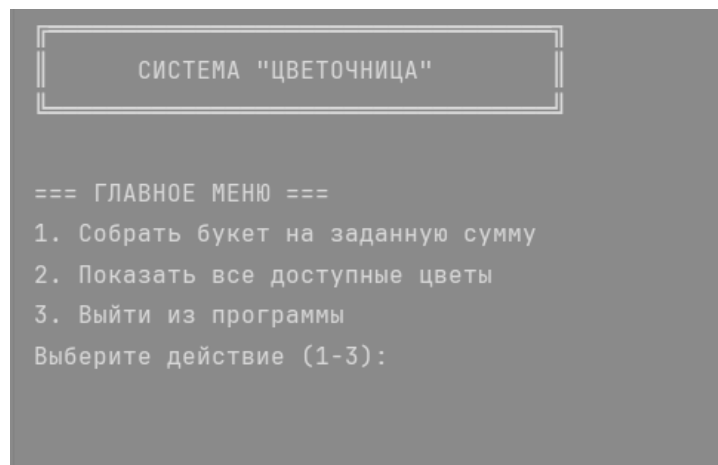 СИСТЕМА "ЦВЕТОЧНИЦА"
=== ГЛАВНОЕ МЕНЮ ===
1. Собрать букет на заданную сумму
2. Показать все доступные цветы
3. Выйти из программы
Выберите действие (1-3):